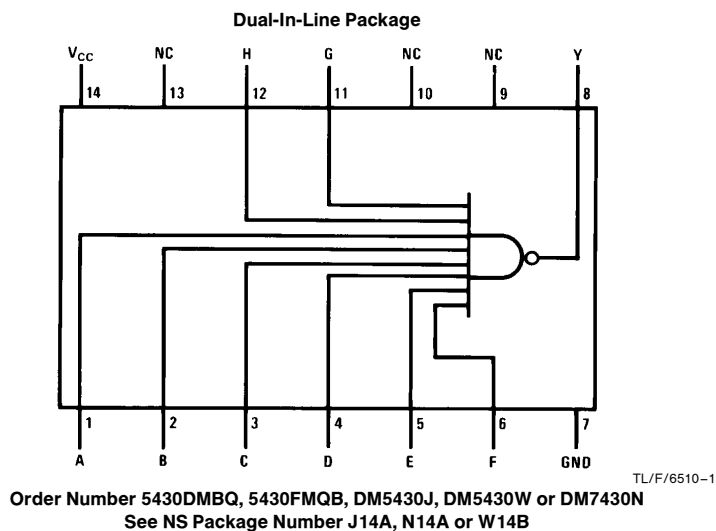 Dual-In-Line Package
VCC NC H G NC NC Y
14 13 12 11 10 9 8
1 2 3 4 5 6 7
A B C D E F GND
TL/F/6510–1
Order Number 5430DMBQ, 5430FMQB, DM5430J, DM5430W or DM7430N
See NS Package Number J14A, N14A or W14B